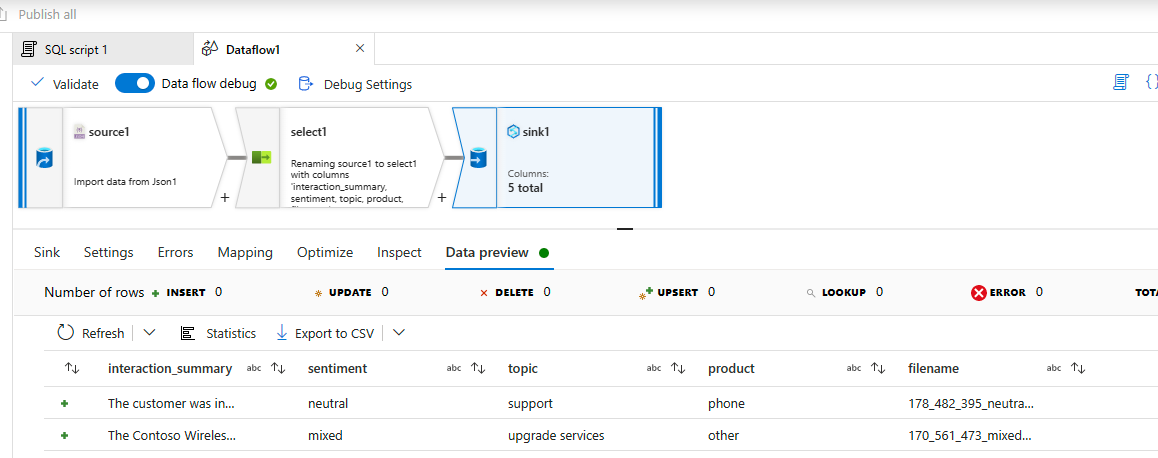 Publish all
SQL script 1
Dataflow1
Validate
Data flow debug
Debug Settings
source1
Import data from Json1
select1
Renaming source1 to select1
with columns
'interaction_summary,
sentiment, topic, product,
sink1
Columns:
5 total
Sink Settings Errors Mapping Optimize Inspect Data preview
Number of rows INSERT 0 UPDATE 0 DELETE 0 UPSERT 0 LOOKUP 0 ERROR 0 TOTA
Refresh Statistics Export to CSV
interaction_summary abc sentiment abc topic abc product abc filename abc
The customer was in... neutral support phone 178_482_395_neutra...
The Contoso Wireles... mixed upgrade services other 170_561_473_mixed...